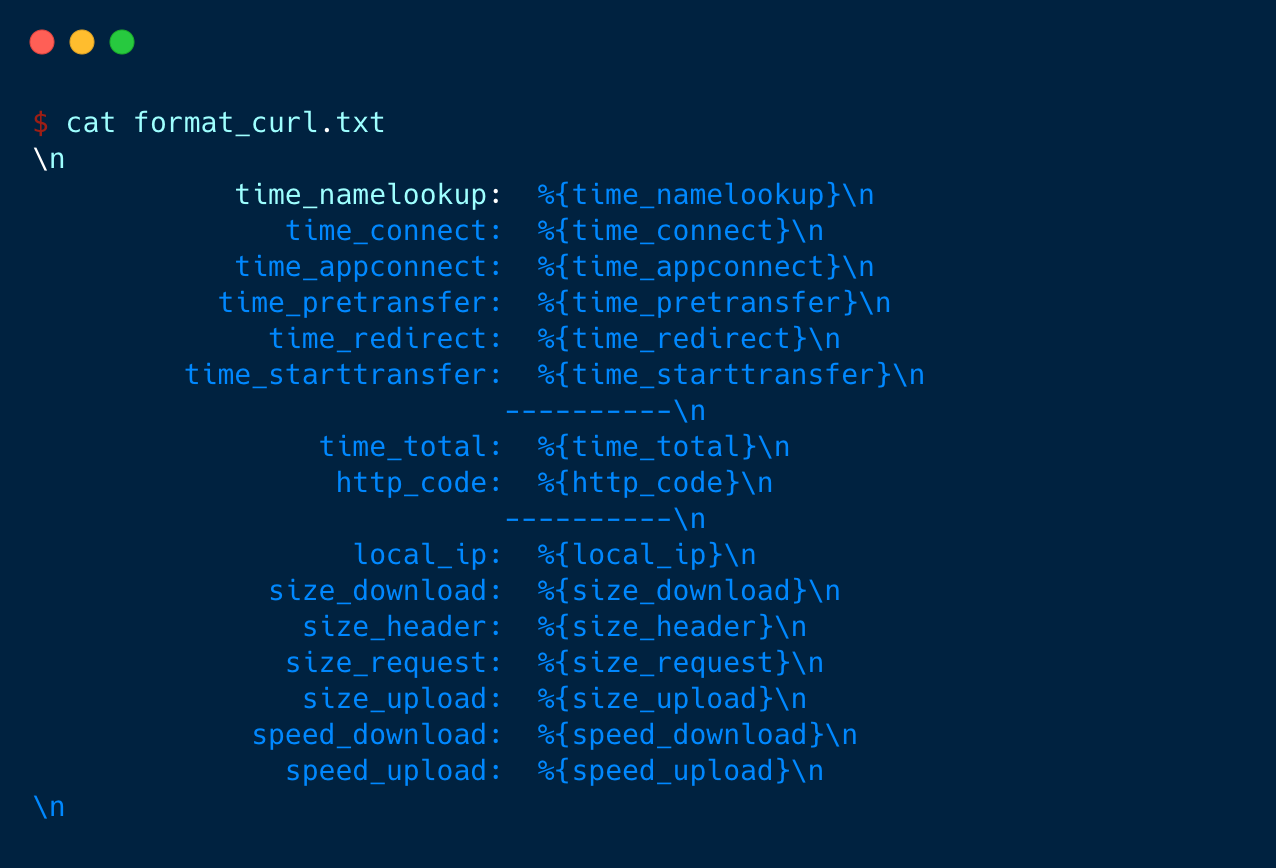 $ cat format_curl.txt
\n
            time_namelookup:  %{time_namelookup}\n
               time_connect:  %{time_connect}\n
            time_appconnect:  %{time_appconnect}\n
           time_pretransfer:  %{time_pretransfer}\n
              time_redirect:  %{time_redirect}\n
         time_starttransfer:  %{time_starttransfer}\n
                            ----------\n
                 time_total:  %{time_total}\n
                  http_code:  %{http_code}\n
                            ----------\n
                   local_ip:  %{local_ip}\n
              size_download:  %{size_download}\n
                size_header:  %{size_header}\n
               size_request:  %{size_request}\n
                size_upload:  %{size_upload}\n
             speed_download:  %{speed_download}\n
               speed_upload:  %{speed_upload}\n
\n